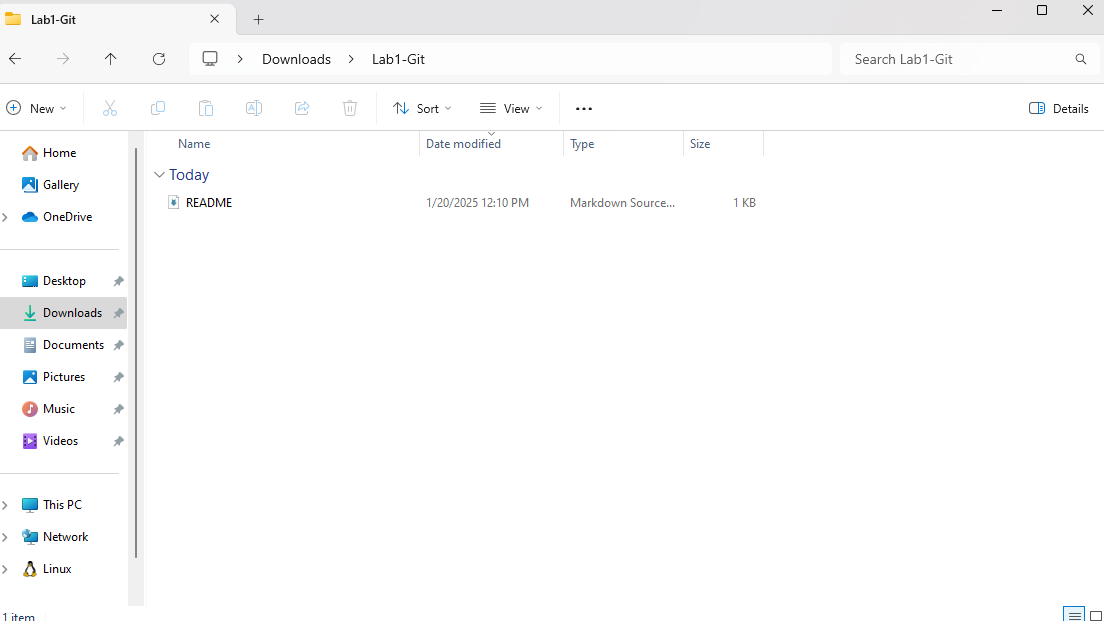 Lab1-Git
Downloads Lab1-Git Search Lab1-Git
New Sort View Details
Name Date modified Type Size
Today
README 1/20/2025 12:10 PM Markdown Source... 1 KB
Home
Gallery
OneDrive
Desktop
Downloads
Documents
Pictures
Music
Videos
This PC
Network
Linux
1 item